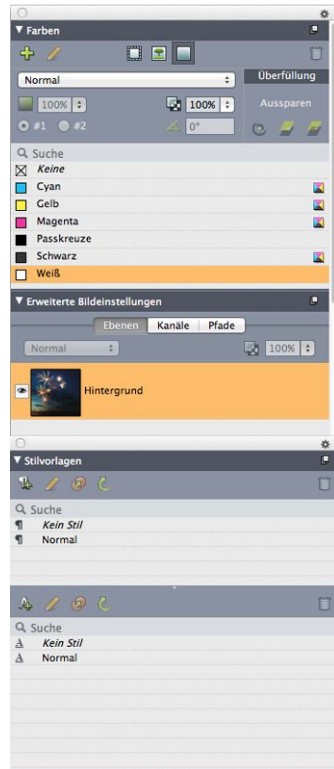 Farben
Normal
Überfüllung
100% 100% Aussparen
#1 #2 0°
Suche
Keine
Cyan
Gelb
Magenta
Passkreuze
Schwarz
Weiß
Erweiterte Bildeinstellungen
Ebenen Kanäle Pfade
Normal 100%
Hintergrund
Stilvorlagen
Suche
Kein Stil
Normal
Suche
Kein Stil
Normal